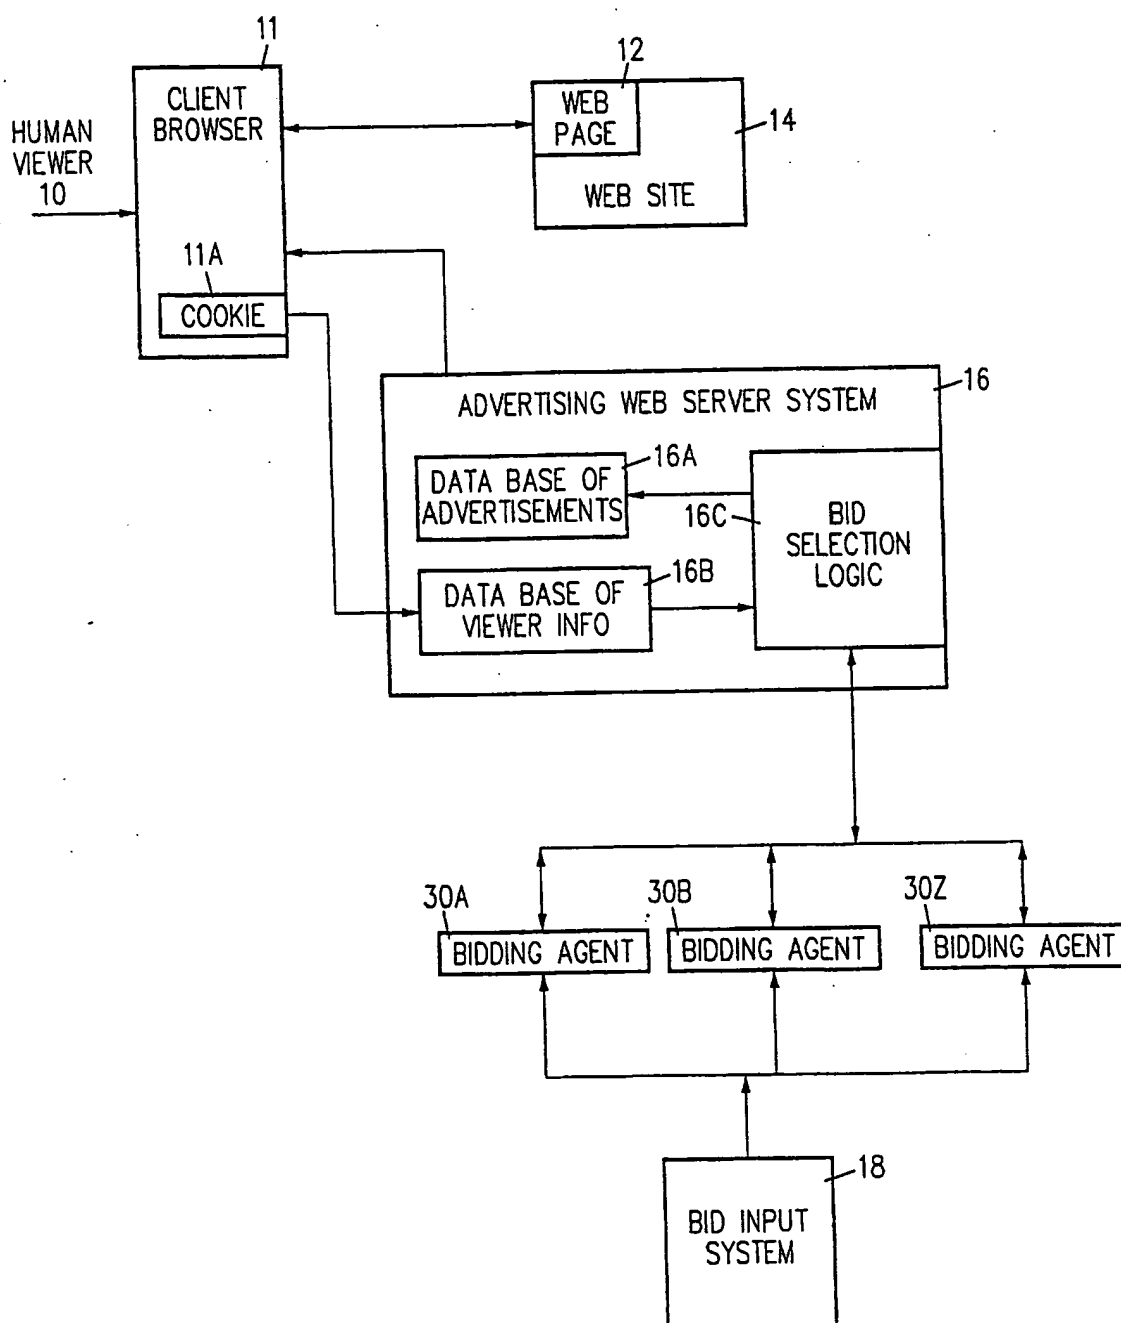 11
CLIENT
BROWSER
HUMAN
VIEWER
10
11A
COOKIE
12
WEB
PAGE
14
WEB SITE
16
ADVERTISING WEB SERVER SYSTEM
16A
DATA BASE OF
ADVERTISEMENTS
16C
BID
SELECTION
LOGIC
16B
DATA BASE OF
VIEWER INFO
30A
BIDDING AGENT
30B
BIDDING AGENT
30Z
BIDDING AGENT
18
BID INPUT
SYSTEM